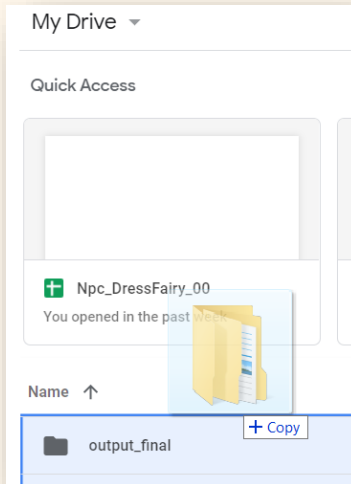 My Drive
Quick Access
Npc_DressFairy_00
You opened in the past week
Name
+ Copy
output_final